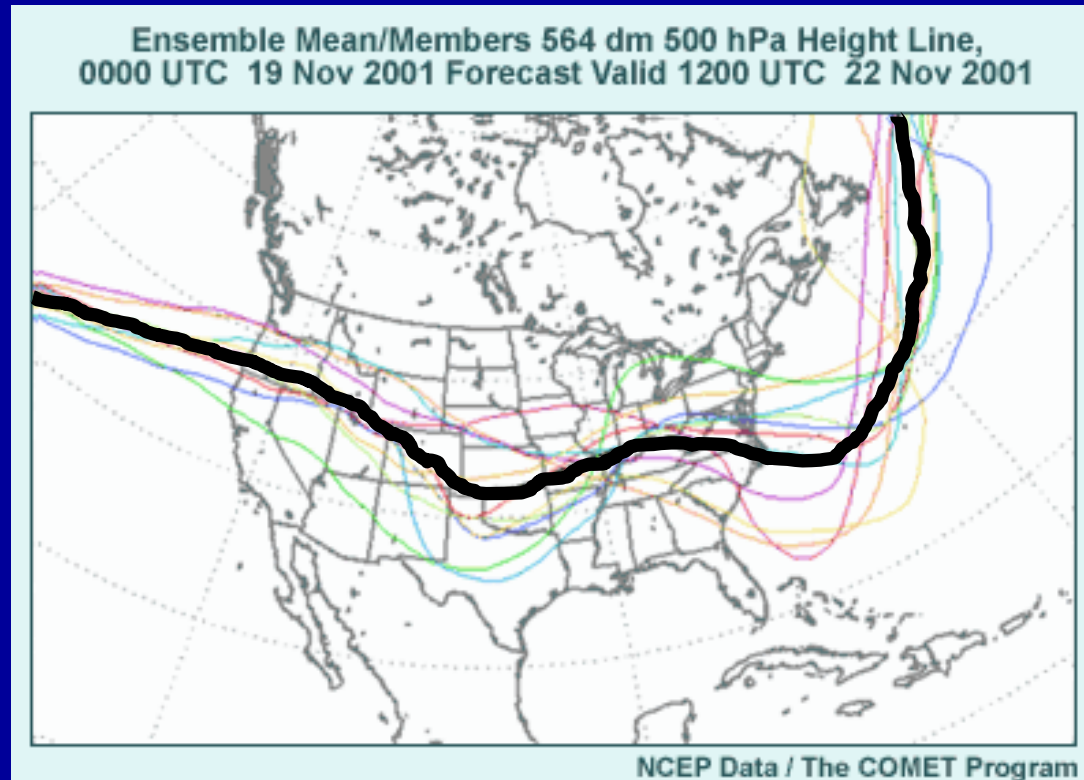 Ensemble Mean/Members 564 dm 500 hPa Height Line,
0000 UTC 19 Nov 2001 Forecast Valid 1200 UTC 22 Nov 2001
NCEP Data / The COMET Program